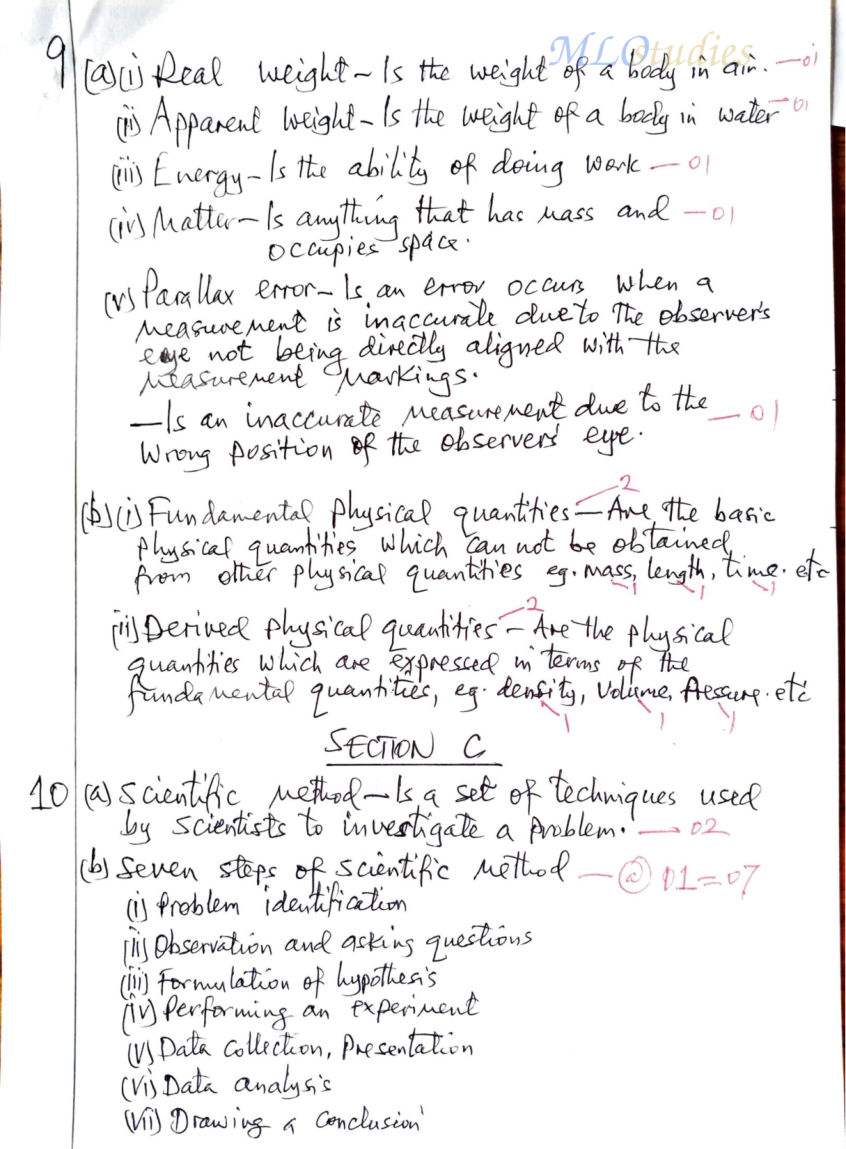 MLOstudies
9 (a)(i) Real weight - Is the weight of a body in air. - 01
(ii) Apparent weight - Is the weight of a body in water - 01
(iii) Energy - Is the ability of doing work - 01
(iv) Matter - Is anything that has mass and - 01
occupies space.
(v) Parallax error - Is an error occurs when a
measurement is inaccurate due to the observer's
eye not being directly aligned with the
measurement markings.
- Is an inaccurate measurement due to the - 01
wrong position of the observers' eye.
2
(b)(i) Fundamental physical quantities - Are the basic
physical quantities which can not be obtained
from other physical quantities eg. mass, length, time. etc
1 1 1
2
(ii) Derived physical quantities - Are the physical
quantities which are expressed in terms of the
fundamental quantities, eg. density, Volume, Pressure. etc
1 1 1
SECTION C
10 (a) Scientific method - Is a set of techniques used
by scientists to investigate a problem. - 02
(b) Seven steps of scientific method - @ 01 = 07
(i) Problem identification
(ii) Observation and asking questions
(iii) Formulation of hypothesis
(iv) Performing an experiment
(v) Data collection, Presentation
(vi) Data analysis
(vii) Drawing a conclusion